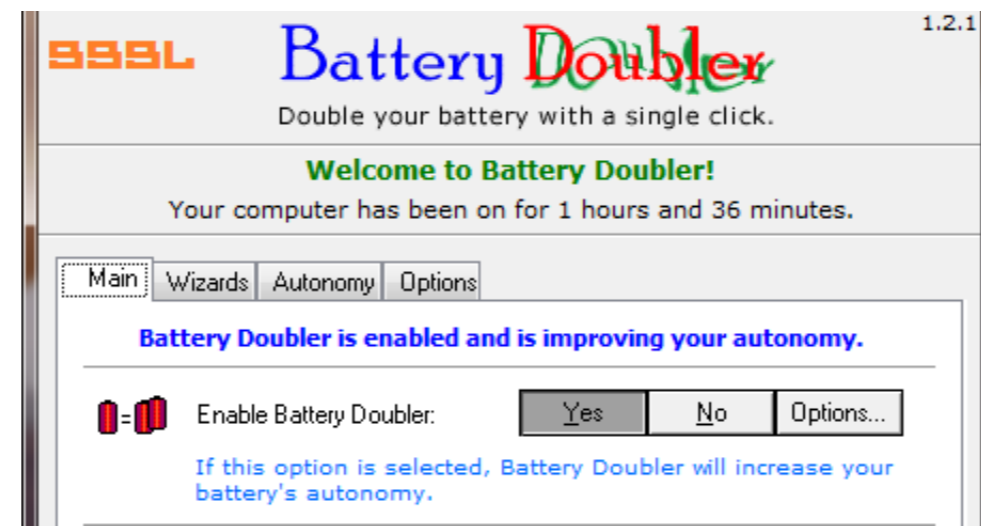 SSSL
1.2.1
Battery Doubler
Double your battery with a single click.
Welcome to Battery Doubler!
Your computer has been on for 1 hours and 36 minutes.
Main Wizards Autonomy Options
Battery Doubler is enabled and is improving your autonomy.
Enable Battery Doubler: Yes No Options...
If this option is selected, Battery Doubler will increase your
battery's autonomy.